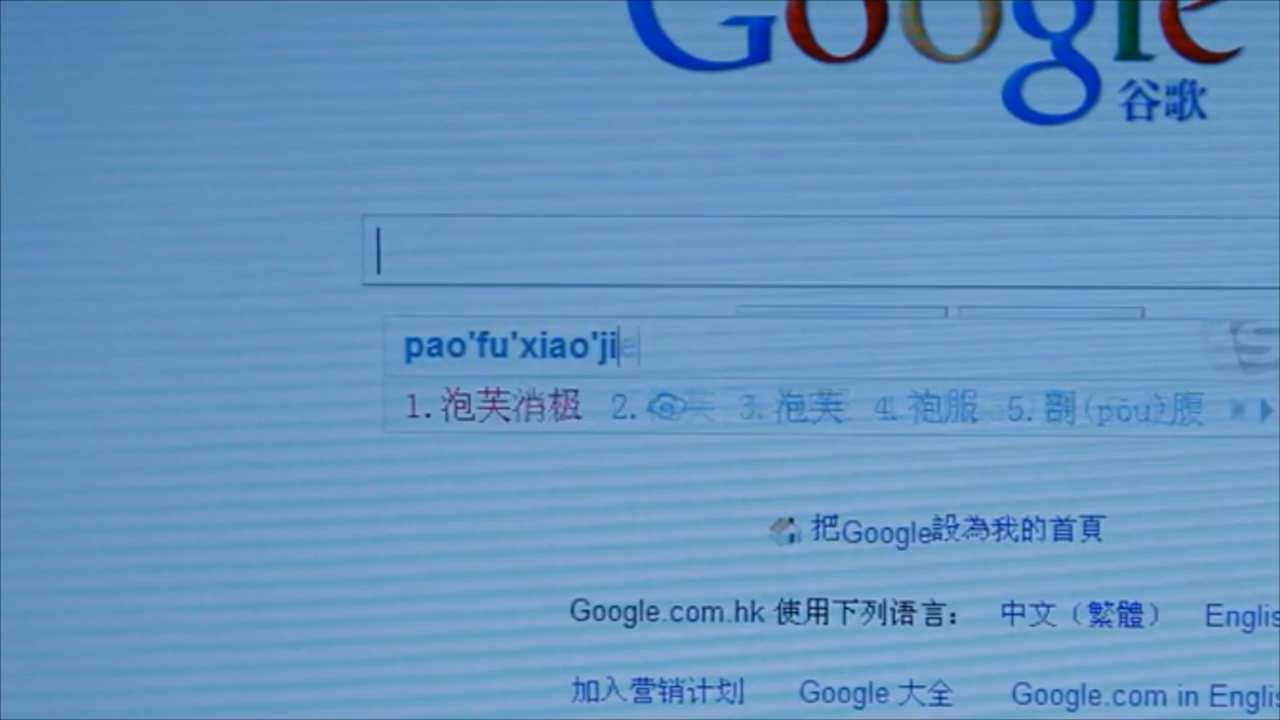 Google
谷歌
pao'fu'xiao'ji
1.泡芙消极 2. 3.泡芙 4.袍服 5.剖(pōu)腹
把Google設為我的首頁
Google.com.hk 使用下列语言： 中文（繁體） Englis
加入营销计划 Google 大全 Google.com in Englis